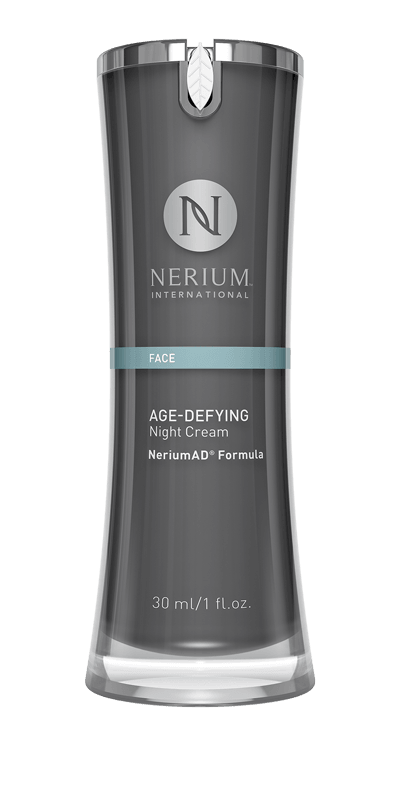 N
NERIUM™
INTERNATIONAL
FACE
AGE-DEFYING
Night Cream
NeriumAD® Formula
30 ml/1 fl.oz.